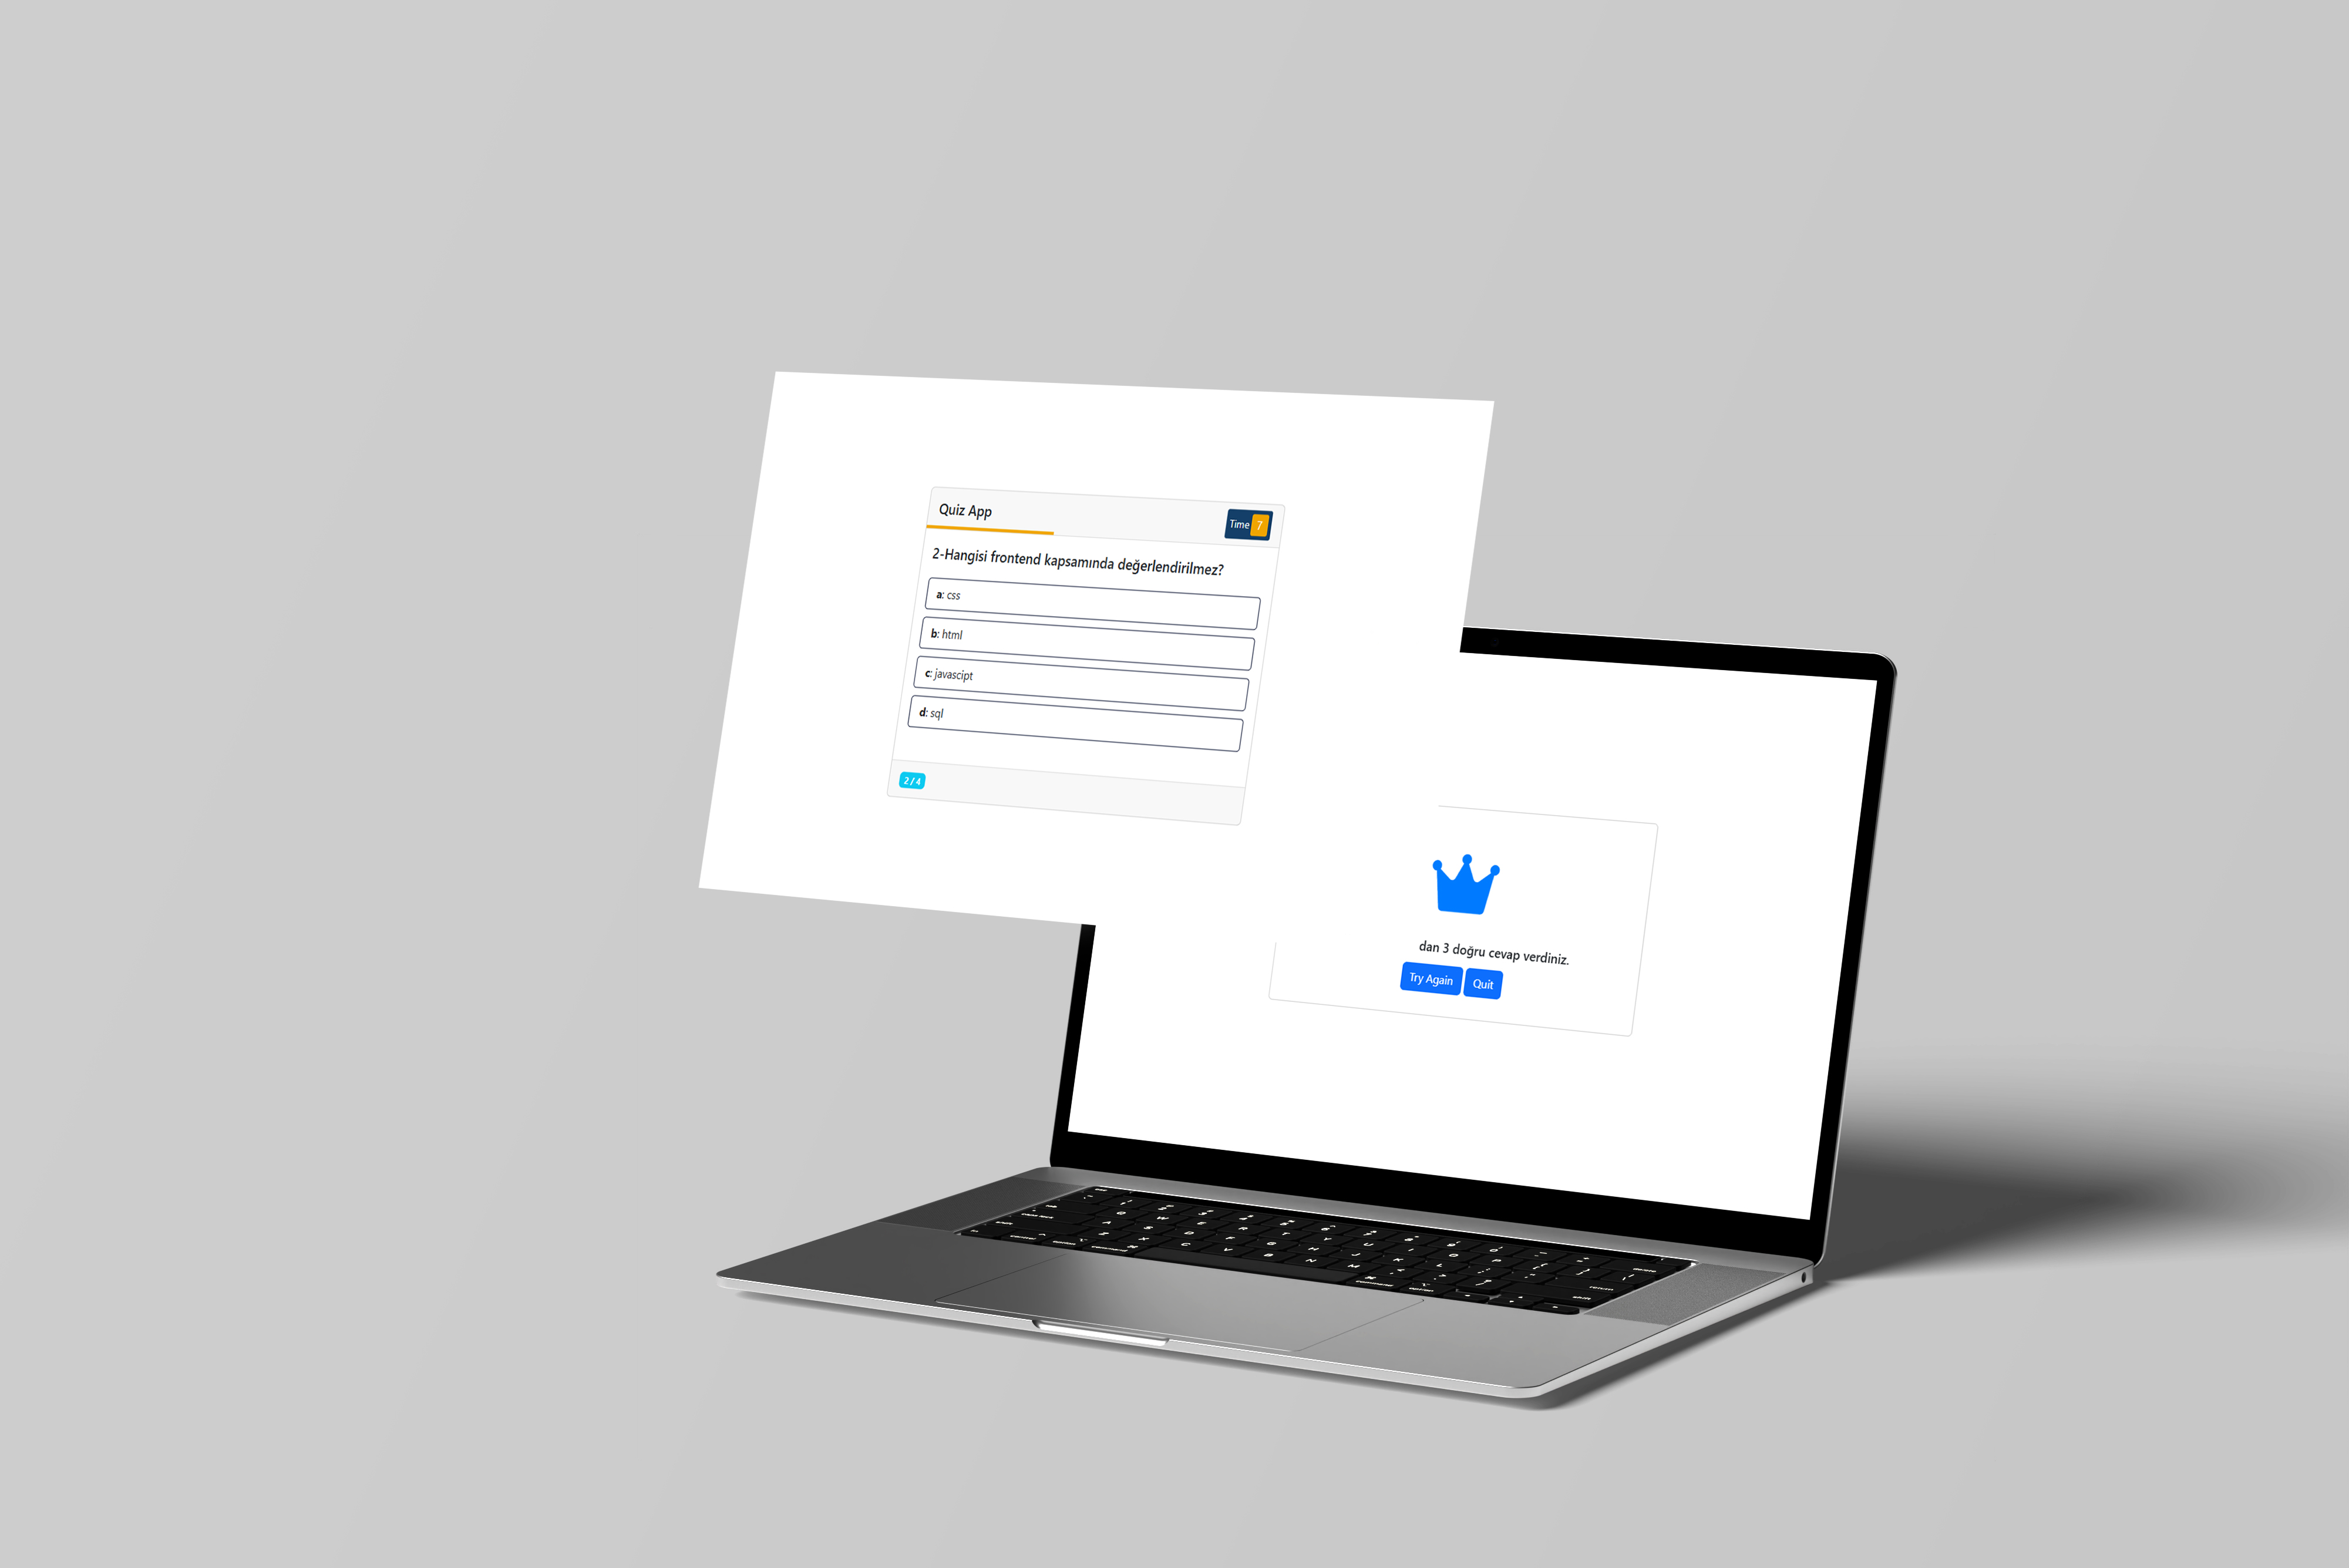 Quiz App
Time 7
2-Hangisi frontend kapsamında değerlendirilmez?
a: css
b: html
c: javascipt
d: sql
2 / 4
dan 3 doğru cevap verdiniz.
Try Again
Quit